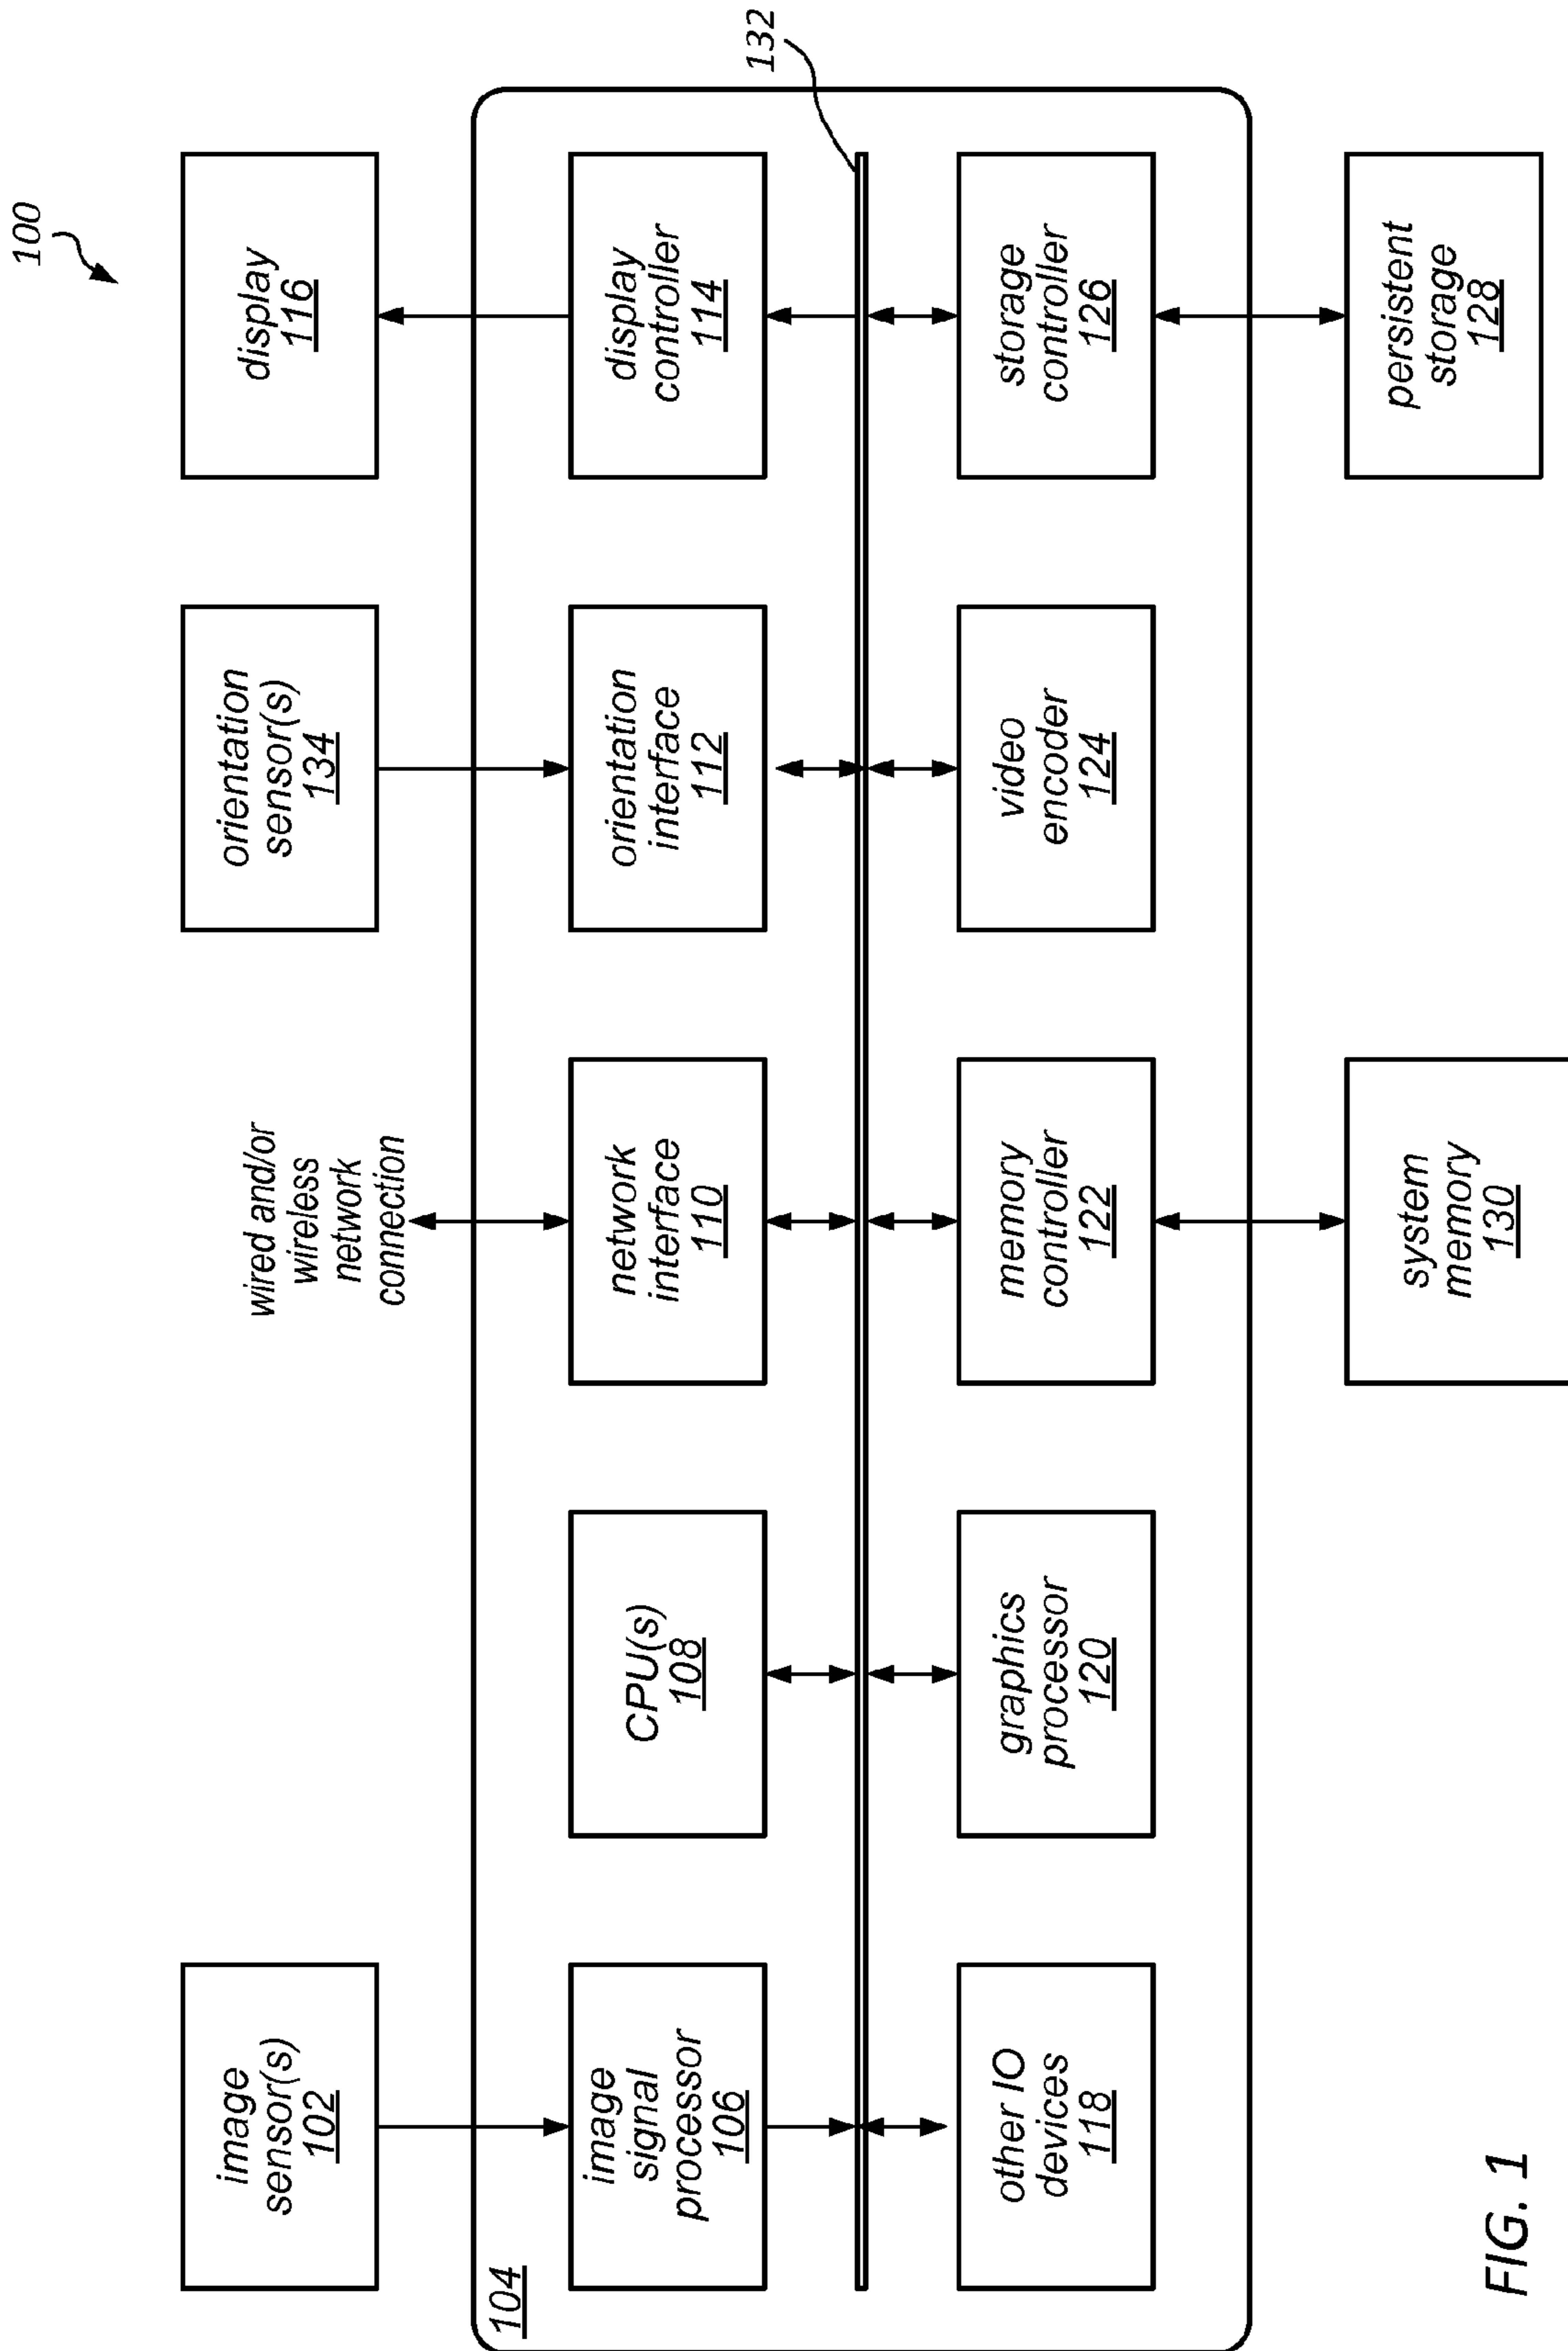 100
image
sensor(s)
102
wired and/or
wireless
network
connection
orientation
sensor(s)
134
display
116
104
image
signal
processor
106
CPU(s)
108
network
interface
110
orientation
interface
112
display
controller
114
132
other IO
devices
118
graphics
processor
120
memory
controller
122
video
encoder
124
storage
controller
126
system
memory
130
persistent
storage
128
FIG. 1